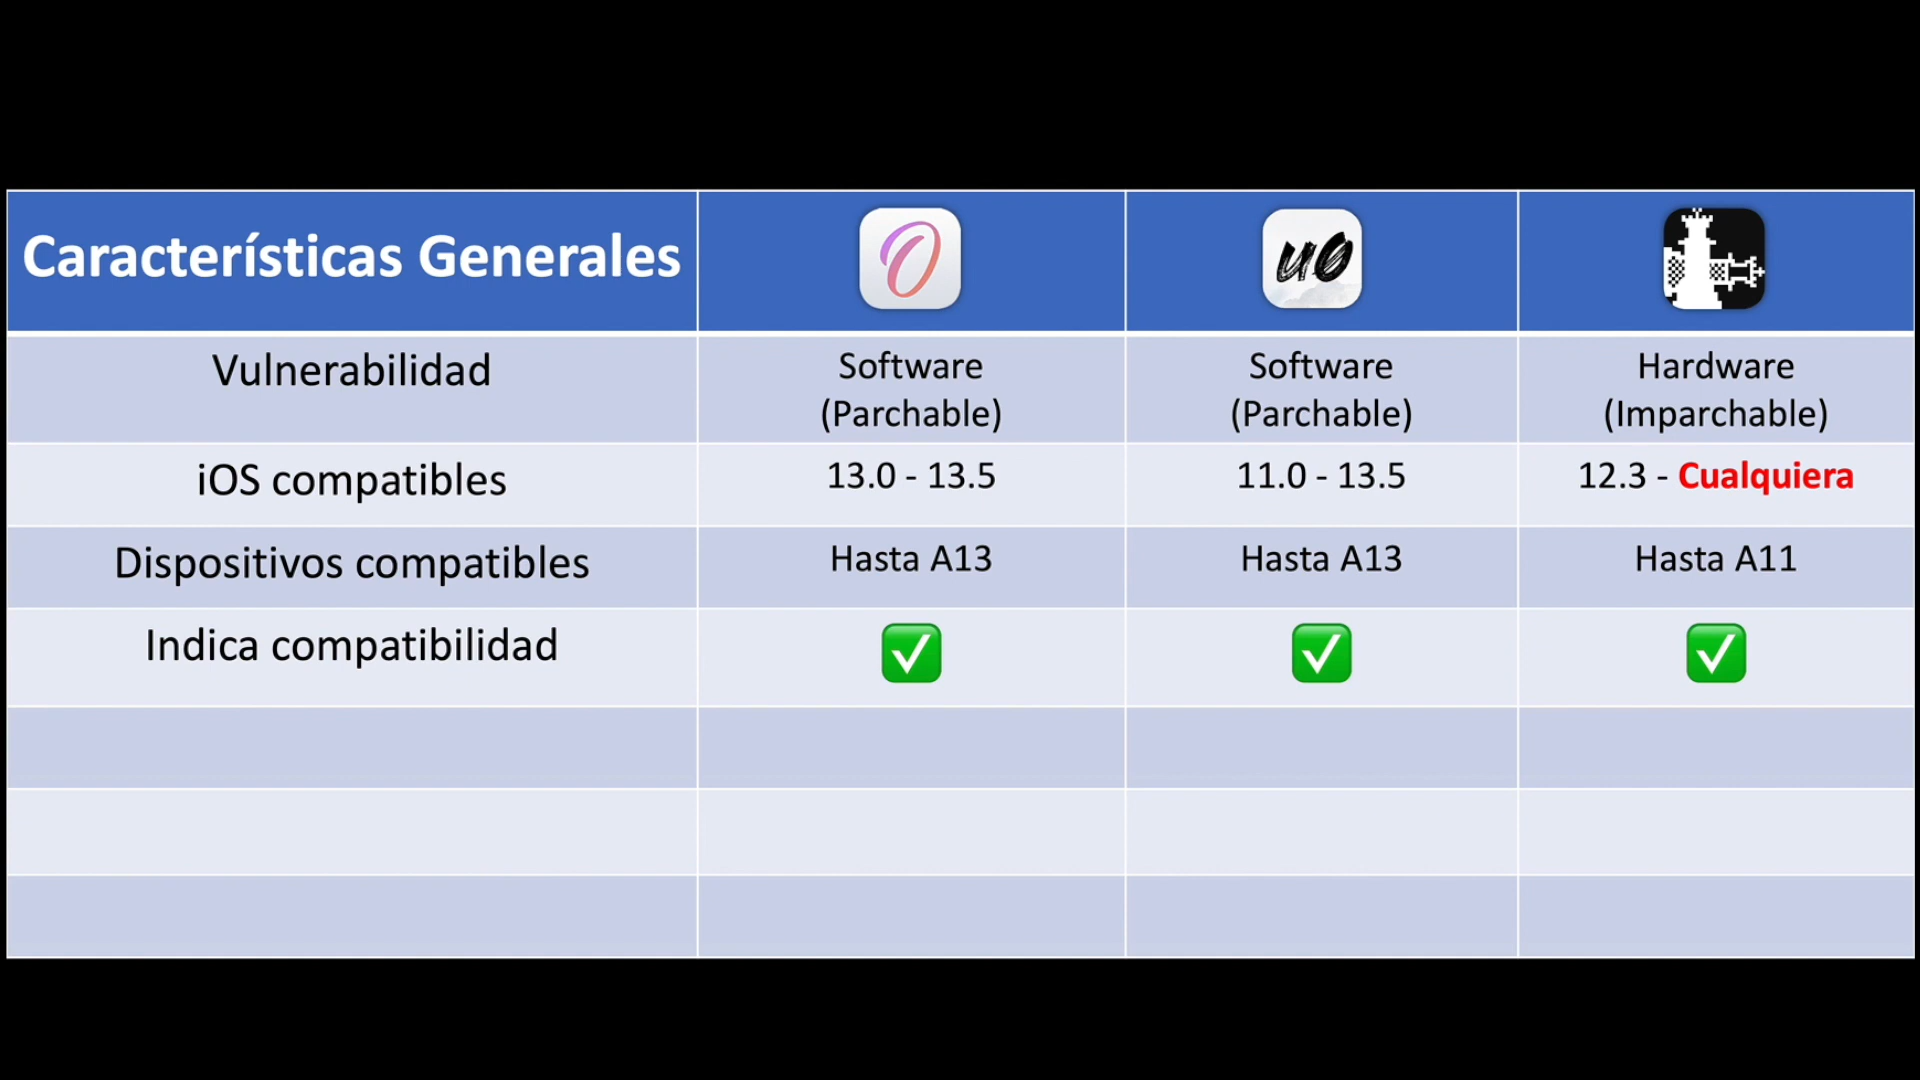 Características Generales
O
u0
Vulnerabilidad
Software
(Parchable)
Software
(Parchable)
Hardware
(Imparchable)
iOS compatibles
13.0 - 13.5
11.0 - 13.5
12.3 - Cualquiera
Dispositivos compatibles
Hasta A13
Hasta A13
Hasta A11
Indica compatibilidad